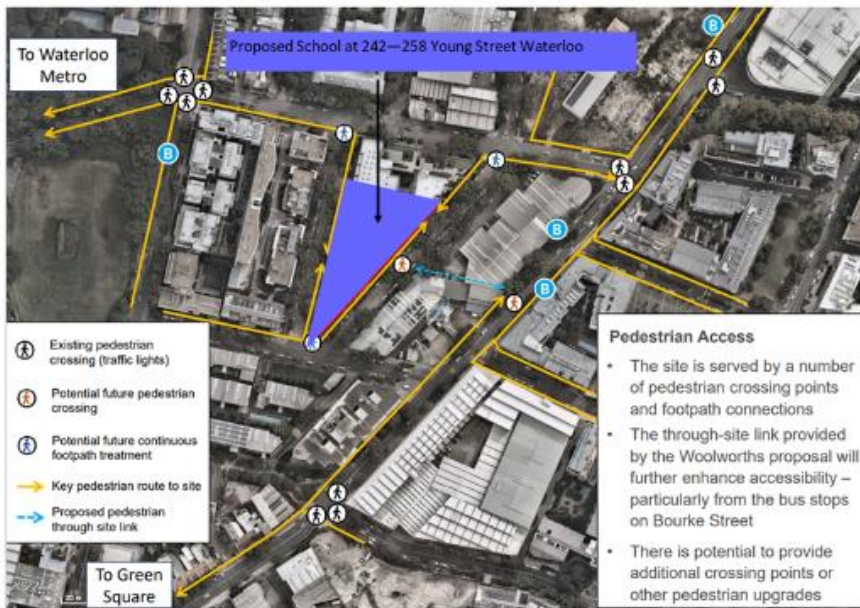 To Waterloo
Metro
Proposed School at 242—258 Young Street Waterloo
B
B
B
B
Existing pedestrian
crossing (traffic lights)
Potential future pedestrian
crossing
Potential future continuous
footpath treatment
Key pedestrian route to site
Proposed pedestrian
through site link
To Green
Square
Pedestrian Access
• The site is served by a number
of pedestrian crossing points
and footpath connections
• The through-site link provided
by the Woolworths proposal will
further enhance accessibility –
particularly from the bus stops
on Bourke Street
• There is potential to provide
additional crossing points or
other pedestrian upgrades